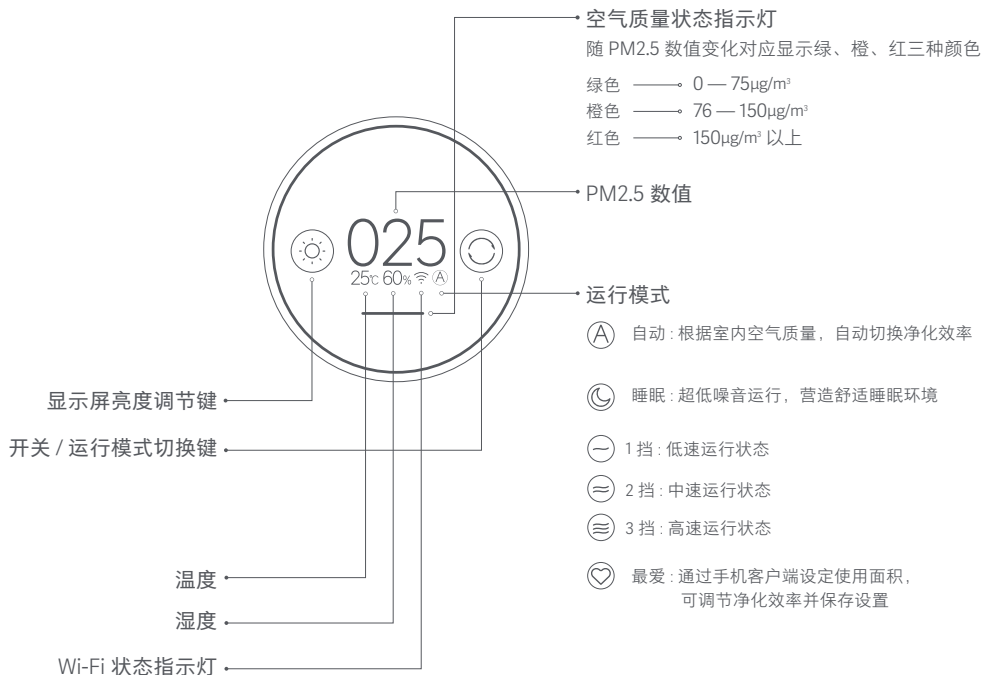 空气质量状态指示灯
随 PM2.5 数值变化对应显示绿、橙、红三种颜色
绿色 0 — 75μg/m³
橙色 76 — 150μg/m³
红色 150μg/m³ 以上
PM2.5 数值
025
25℃ 60% A
运行模式
A 自动 : 根据室内空气质量，自动切换净化效率
睡眠 : 超低噪音运行，营造舒适睡眠环境
1 挡 : 低速运行状态
2 挡 : 中速运行状态
3 挡 : 高速运行状态
最爱 : 通过手机客户端设定使用面积，
可调节净化效率并保存设置
显示屏亮度调节键
开关 / 运行模式切换键
温度
湿度
Wi-Fi 状态指示灯